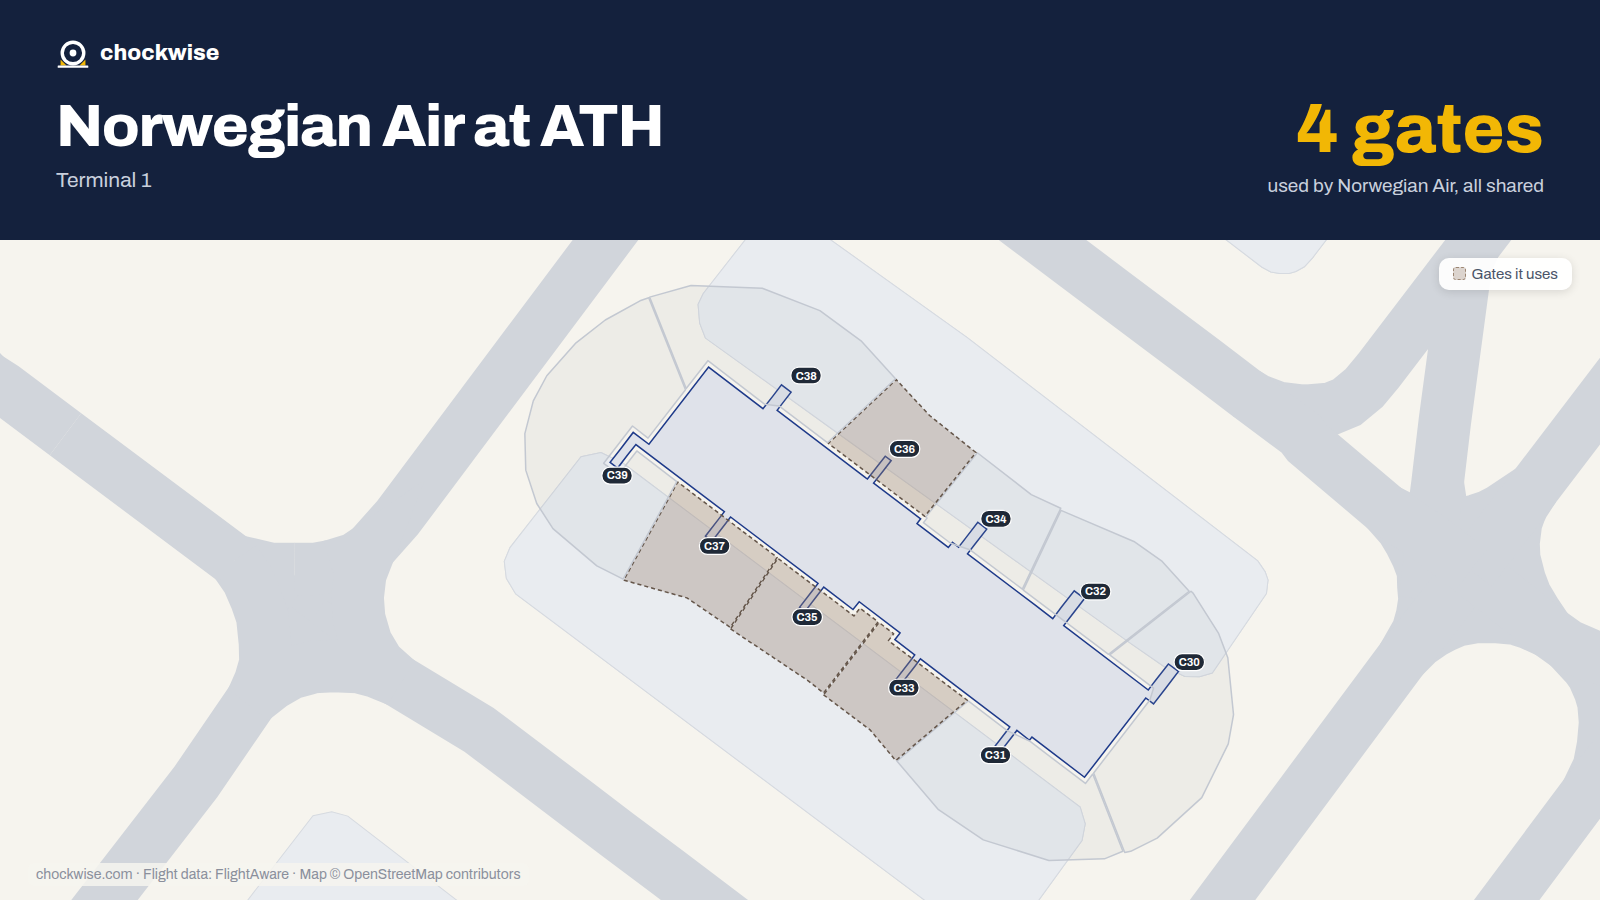 chockwise
Norwegian Air at ATH
Terminal 1
4 gates
used by Norwegian Air, all shared
Gates it uses
C38
C36
C39
C34
C37
C32
C35
C30
C33
C31
chockwise.com · Flight data: FlightAware · Map © OpenStreetMap contributors